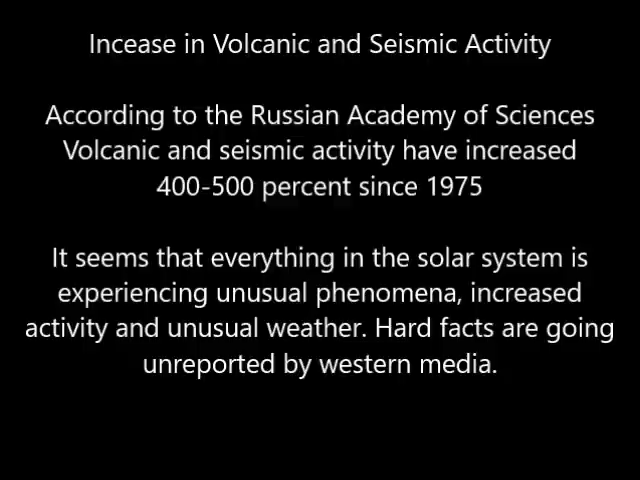 Incease in Volcanic and Seismic Activity
According to the Russian Academy of Sciences
Volcanic and seismic activity have increased
400-500 percent since 1975
It seems that everything in the solar system is
experiencing unusual phenomena, increased
activity and unusual weather. Hard facts are going
unreported by western media.